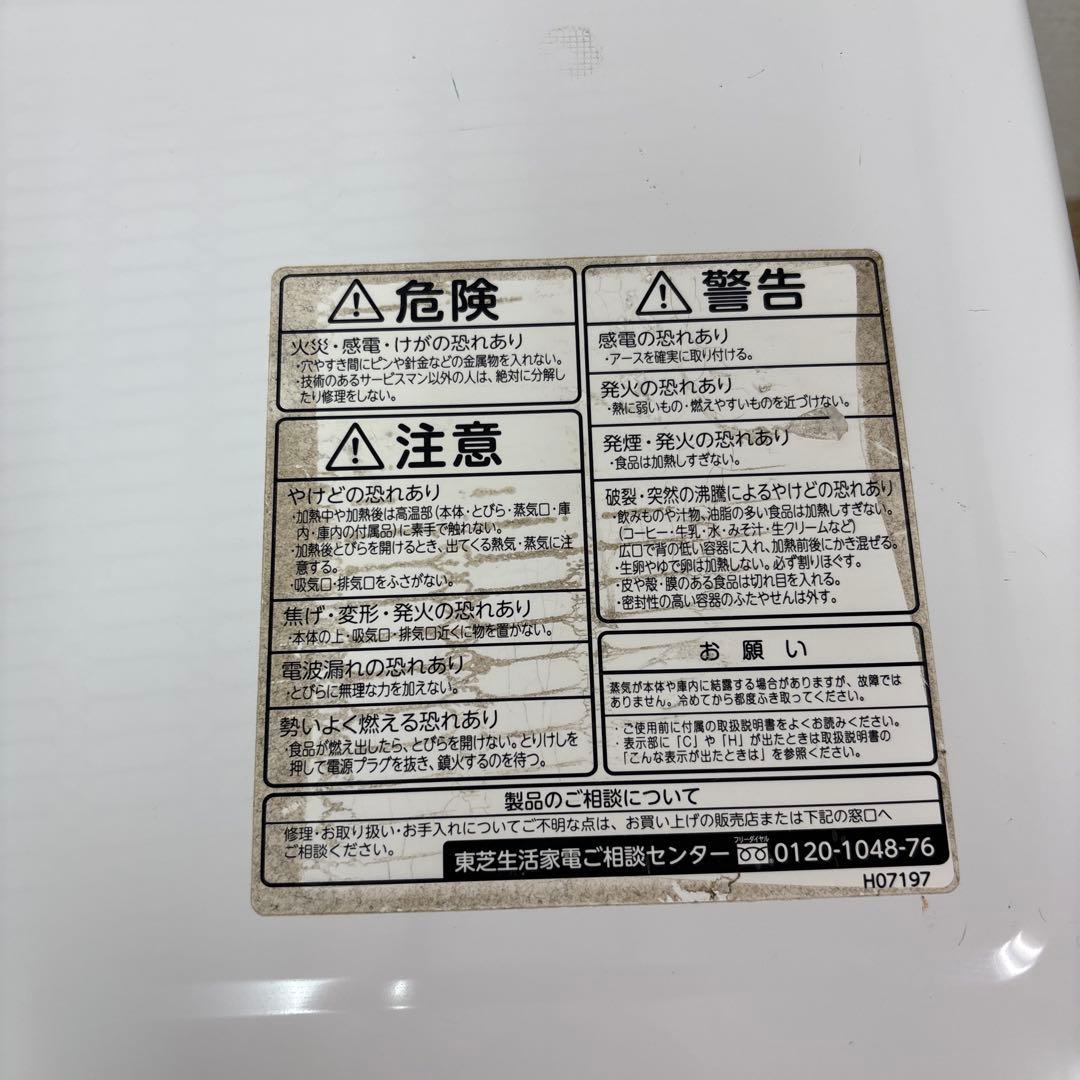 危険
火災・感電・けがの恐れあり
・穴やすき間にピンや針金などの金属物を入れない。
・技術のあるサービスマン以外の人は、絶対に分解し
たり修理をしない。
注意
やけどの恐れあり
・加熱中や加熱後は高温部(本体・とびら・蒸気口・庫
内・庫内の付属品)に素手で触れない。
・加熱後とびらを開けるとき、出てくる熱気・蒸気に注
意する。
・吸気口・排気口をふさがない。
焦げ・変形・発火の恐れあり
・本体の上・吸気口・排気口近くに物を置かない。
電波漏れの恐れあり
・とびらに無理な力を加えない。
勢いよく燃える恐れあり
・食品が燃え出したら、とびらを開けない。とりけしを
押して電源プラグを抜き、鎮火するのを待つ。
警告
感電の恐れあり
・アースを確実に取り付ける。
発火の恐れあり
・熱に弱いもの・燃えやすいものを近づけない。
発煙・発火の恐れあり
・食品は加熱しすぎない。
破裂・突然の沸騰によるやけどの恐れあり
・飲みものや汁物、油脂の多い食品は加熱しすぎない。
(コーヒー・牛乳・水・みそ汁・生クリームなど)
広口で背の低い容器に入れ、加熱前後にかき混ぜる。
・生卵やゆで卵は加熱しない。必ず割りほぐす。
・皮や殻・膜のある食品は切れ目を入れる。
・密封性の高い容器のふたやせんは外す。
お願い
蒸気が本体や庫内に結露する場合がありますが、故障では
ありません。冷めてから都度ふき取ってください。
・ご使用前に付属の取扱説明書をよくお読みください。
・表示部に「C」や「H」が出たときは取扱説明書の
「こんな表示が出たときは」を参照ください。
製品のご相談について
修理・お取り扱い・お手入れについてご不明な点は、お買い上げの販売店または下記の窓口へ
ご相談ください。
東芝生活家電ご相談センター フリーダイヤル 0120-1048-76
H07197